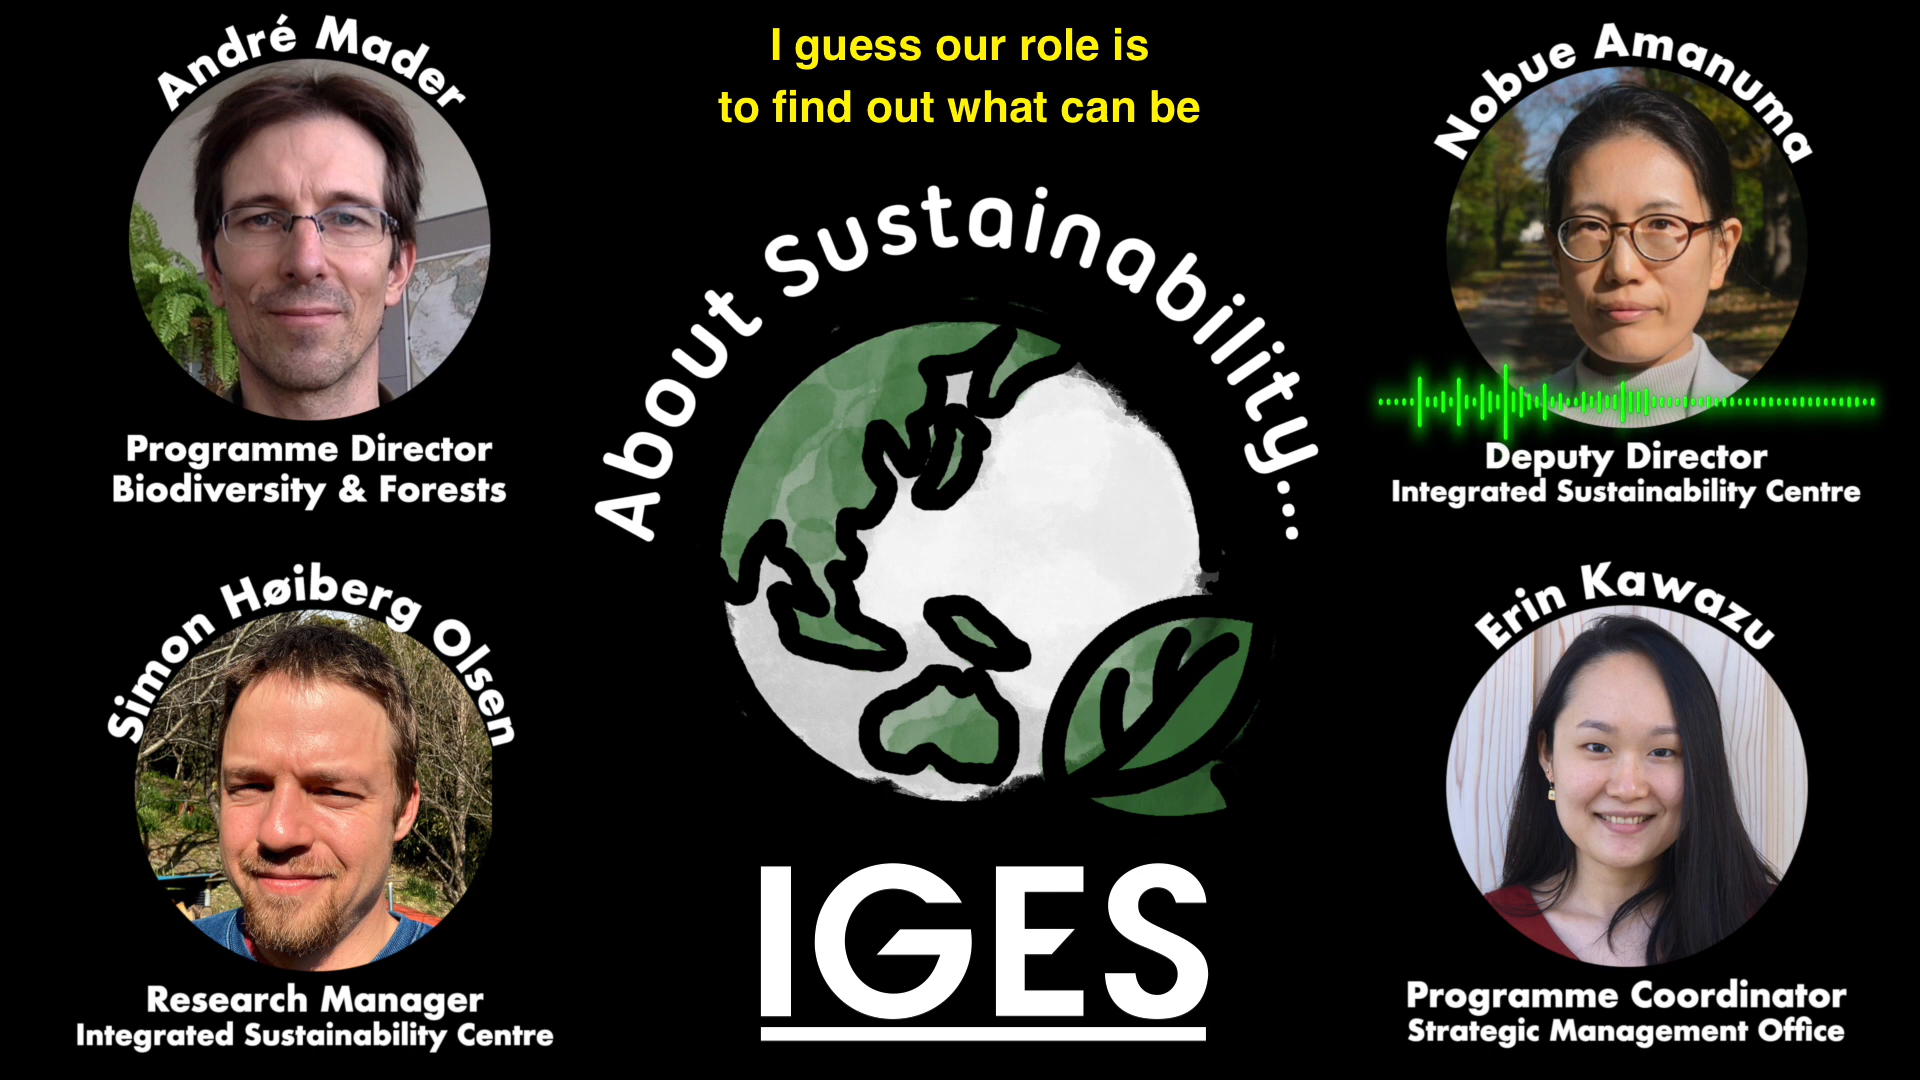 I guess our role is
to find out what can be
André Mader
Programme Director
Biodiversity & Forests
About Sustainability...
Nobue Amanuma
Deputy Director
Integrated Sustainability Centre
Simon Høiberg Olsen
Research Manager
Integrated Sustainability Centre
IGES
Erin Kawazu
Programme Coordinator
Strategic Management Office